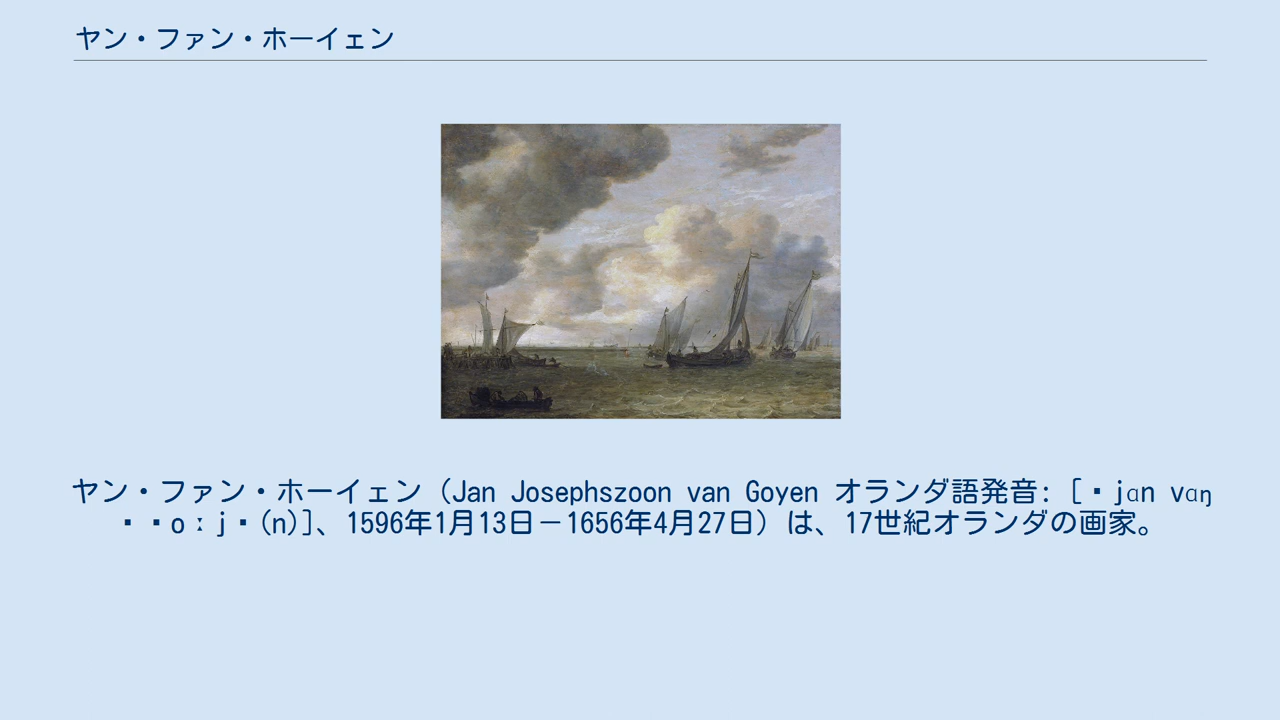 ヤン・ファン・ホーイェン
ヤン・ファン・ホーイェン（Jan Josephszoon van Goyen オランダ語発音: [▪jɑn vɑŋ
▪▪oːj▪(n)]、1596年1月13日－1656年4月27日）は、17世紀オランダの画家。